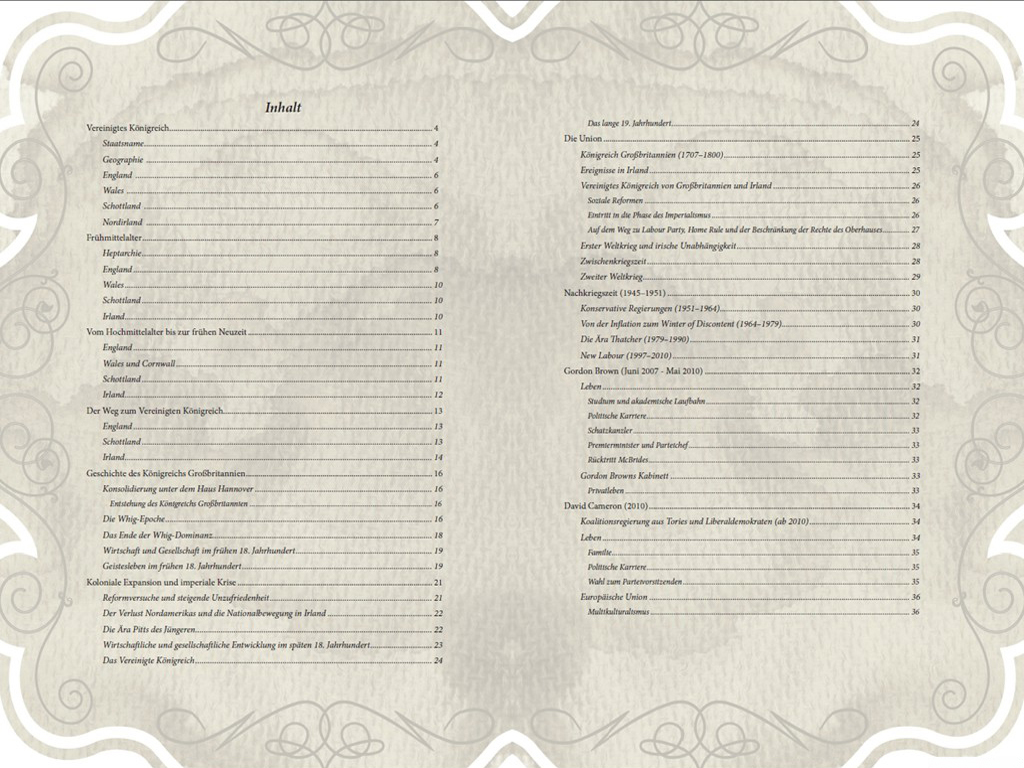 Inhalt
Vereinigtes Königreich 4
Staatsname 4
Geographie 4
England 6
Wales 6
Schottland 6
Nordirland 7
Frühmittelalter 8
Heptarchie 8
England 8
Wales 10
Schottland 10
Irland 10
Vom Hochmittelalter bis zur frühen Neuzeit 11
England 11
Wales und Cornwall 11
Schottland 11
Irland 12
Der Weg zum Vereinigten Königreich 13
England 13
Schottland 13
Irland 14
Geschichte des Königreichs Großbritannien 16
Konsolidierung unter dem Haus Hannover 16
Entstehung des Königreichs Großbritannien 16
Die Whig-Epoche 16
Das Ende der Whig-Dominanz 18
Wirtschaft und Gesellschaft im frühen 18. Jahrhundert 19
Geistesleben im frühen 18. Jahrhundert 19
Koloniale Expansion und imperiale Krise 21
Reformversuche und steigende Unzufriedenheit 21
Der Verlust Nordamerikas und die Nationalbewegung in Irland 22
Die Ära Pitts des Jüngeren 22
Wirtschaftliche und gesellschaftliche Entwicklung im späten 18. Jahrhundert 23
Das Vereinigte Königreich 24
Das lange 19. Jahrhundert 24
Die Union 25
Königreich Großbritannien (1707–1800) 25
Ereignisse in Irland 25
Vereinigtes Königreich von Großbritannien und Irland 26
Soziale Reformen 26
Eintritt in die Phase des Imperialismus 26
Auf dem Weg zu Labour Party, Home Rule und der Beschränkung der Rechte des Oberhauses 27
Erster Weltkrieg und irische Unabhängigkeit 28
Zwischenkriegszeit 28
Zweiter Weltkrieg 29
Nachkriegszeit (1945–1951) 30
Konservative Regierungen (1951–1964) 30
Von der Inflation zum Winter of Discontent (1964–1979) 30
Die Ära Thatcher (1979–1990) 31
New Labour (1997–2010) 31
Gordon Brown (Juni 2007 - Mai 2010) 32
Leben 32
Studium und akademische Laufbahn 32
Politische Karriere 32
Schatzkanzler 33
Premierminister und Parteichef 33
Rücktritt McBrides 33
Gordon Browns Kabinett 33
Privatleben 33
David Cameron (2010) 34
Koalitionsregierung aus Tories und Liberaldemokraten (ab 2010) 34
Leben 34
Familie 35
Politische Karriere 35
Wahl zum Parteivorsitzenden 35
Europäische Union 36
Multikulturalismus 36